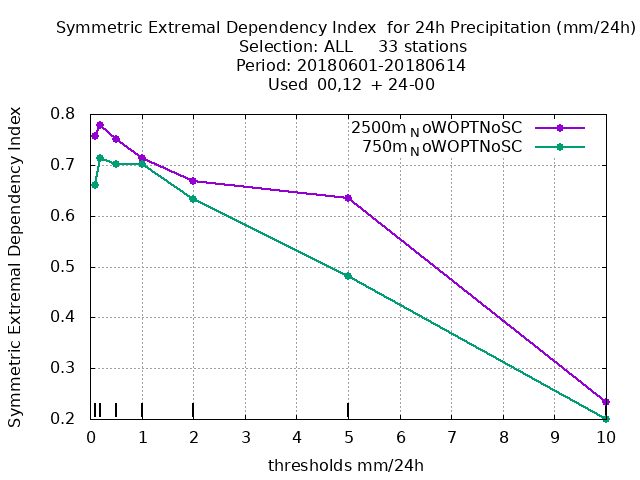 Symmetric Extremal Dependency Index  for 24h Precipitation (mm/24h)
Selection: ALL     33 stations
Period: 20180601-20180614
Used  00,12  + 24-00
Symmetric Extremal Dependency Index
0.8
0.7
0.6
0.5
0.4
0.3
0.2
2500mNoWOPTNoSC
750mNoWOPTNoSC
0 1 2 3 4 5 6 7 8 9 10
thresholds mm/24h